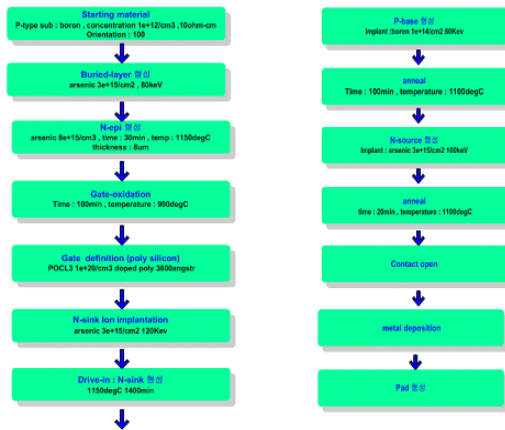 Starting material
P-type sub : boron , concentration 1e+12/cm3 ,10ohm-cm
Orientation : 100
Buried-layer 형성
arsenic 3e+15/cm2 , 80keV
N-epi 형성
arsenic 8e+15/cm3 , time: 30min , temp : 1150degC
thickness : 8um
Gate-oxidation
Time : 100min , temperature : 900degC
Gate definition (poly silicon)
POCL3 1e+20/cm3 doped poly 3800angstr
N-sink Ion implantation
arsenic 3e+15/cm2 120Kev
Drive-in : N-sink 형성
1150degC 1400min
P-base 형성
Implant :boron 1e+14/cm2 80Kev
anneal
Time : 100min , temperature : 1100degC
N-source 형성
Implant : arsenic 3e+15/cm2 100keV
anneal
time : 20min , temperature : 1100degC
Contact open
metal deposition
Pad 형성